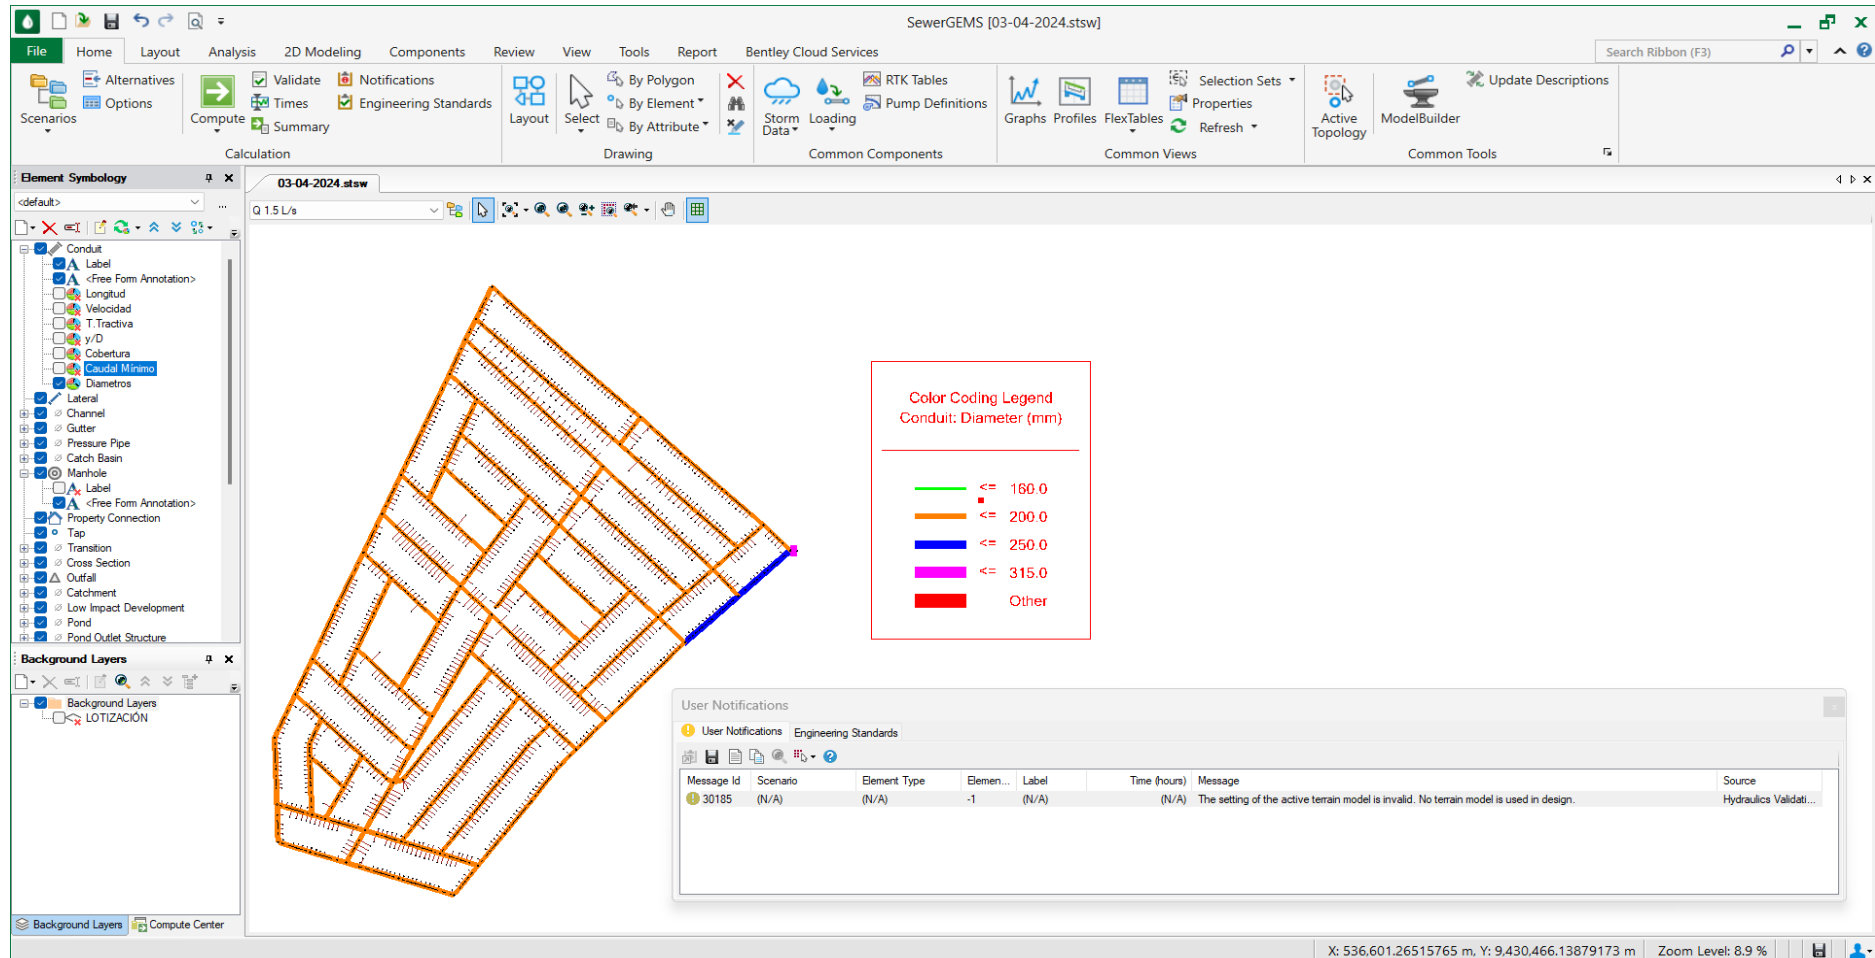 SewerGEMS [03-04-2024.stsw]
File Home Layout Analysis 2D Modeling Components Review View Tools Report Bentley Cloud Services Search Ribbon (F3)
Scenarios
Alternatives
Options
Compute
Validate
Times
Summary
Notifications
Engineering Standards
Calculation
Layout
Select
By Polygon
By Element
By Attribute
Drawing
Storm Data
Loading
RTK Tables
Pump Definitions
Common Components
Graphs
Profiles
FlexTables
Selection Sets
Properties
Refresh
Common Views
Active Topology
ModelBuilder
Update Descriptions
Common Tools
Element Symbology
<default>
...
Conduit
Label
<Free Form Annotation>
Longitud
Velocidad
T.Tractiva
y/D
Cobertura
Caudal Mínimo
Diametros
Lateral
Channel
Gutter
Pressure Pipe
Catch Basin
Manhole
Label
<Free Form Annotation>
Property Connection
Tap
Transition
Cross Section
Outfall
Catchment
Low Impact Development
Pond
Pond Outlet Structure
Background Layers
Background Layers
LOTIZACIÓN
Background Layers Compute Center
03-04-2024.stsw
Q 1.5 L/s
Color Coding Legend
Conduit: Diameter (mm)
<= 160.0
<= 200.0
<= 250.0
<= 315.0
Other
User Notifications
User Notifications Engineering Standards
Message Id Scenario Element Type Elemen... Label Time (hours) Message Source
30185 (N/A) (N/A) -1 (N/A) (N/A) The setting of the active terrain model is invalid. No terrain model is used in design. Hydraulics Validati...
X: 536,601.26515765 m, Y: 9,430,466.13879173 m Zoom Level: 8.9 %